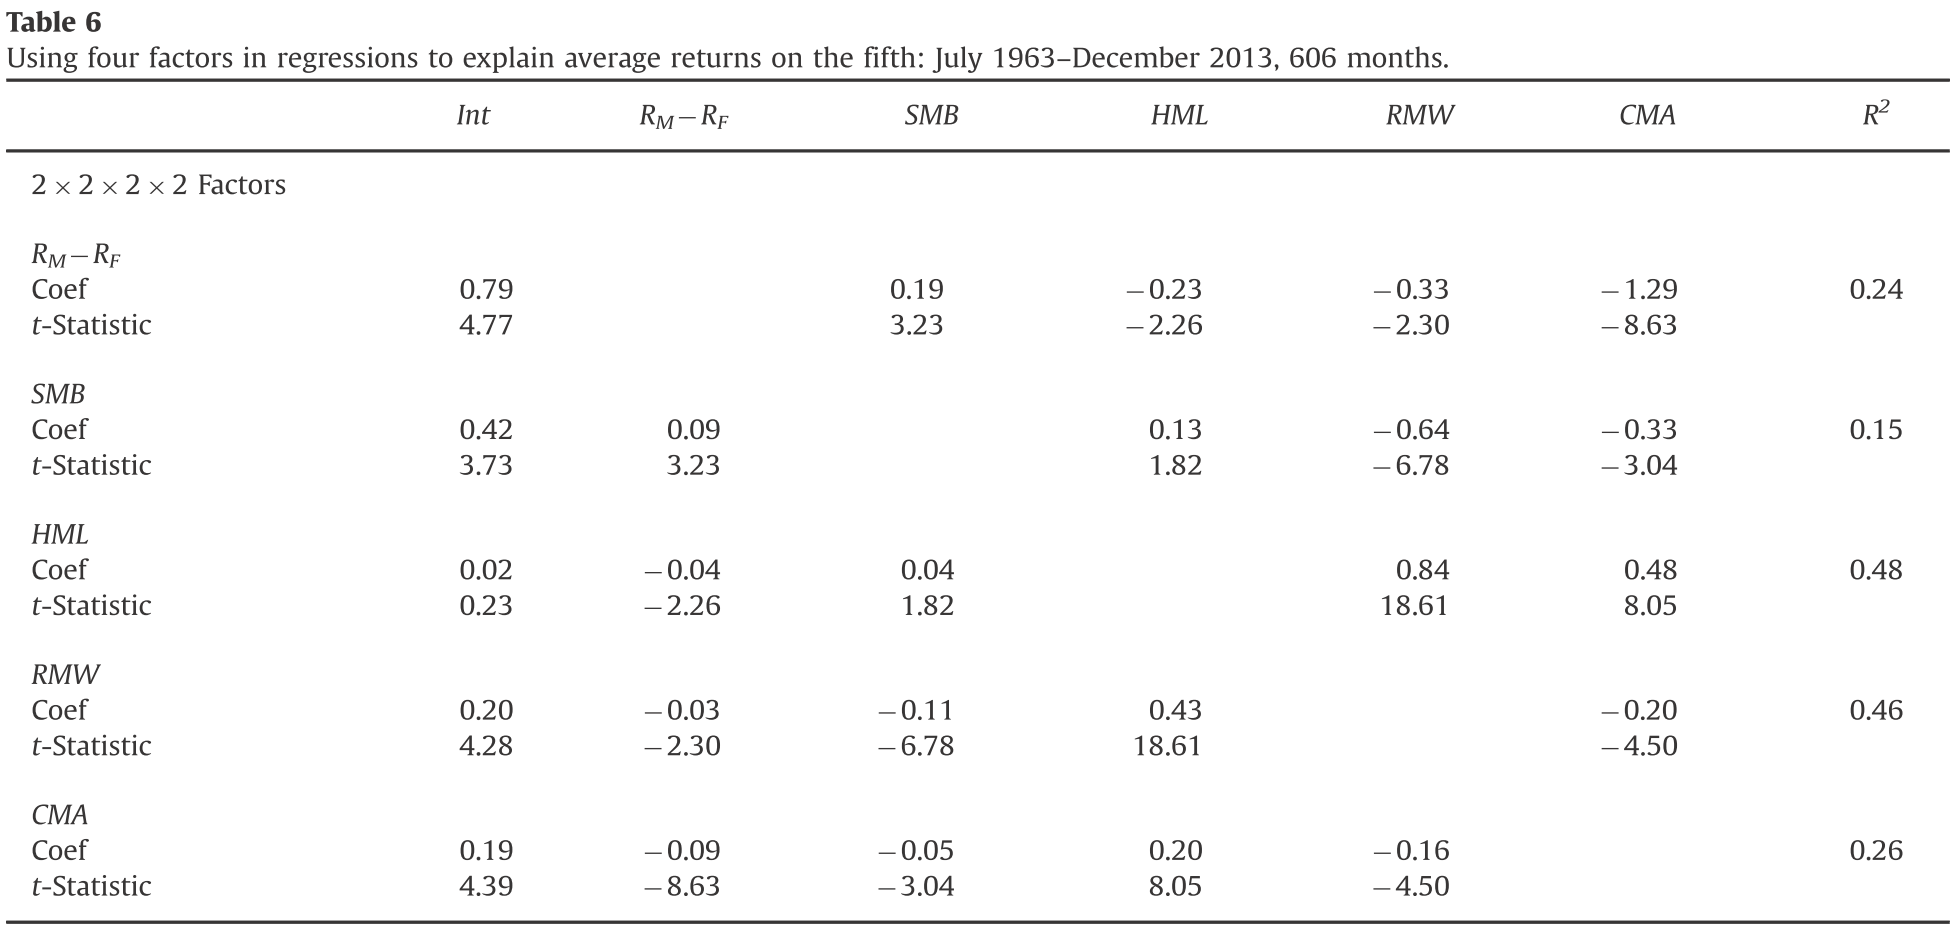 Table 6
Using four factors in regressions to explain average returns on the fifth: July 1963–December 2013, 606 months.
Int R_M−R_F SMB HML RMW CMA R²
2 × 2 × 2 × 2 Factors
R_M−R_F
Coef 0.79 0.19 −0.23 −0.33 −1.29 0.24
t-Statistic 4.77 3.23 −2.26 −2.30 −8.63
SMB
Coef 0.42 0.09 0.13 −0.64 −0.33 0.15
t-Statistic 3.73 3.23 1.82 −6.78 −3.04
HML
Coef 0.02 −0.04 0.04 0.84 0.48 0.48
t-Statistic 0.23 −2.26 1.82 18.61 8.05
RMW
Coef 0.20 −0.03 −0.11 0.43 −0.20 0.46
t-Statistic 4.28 −2.30 −6.78 18.61 −4.50
CMA
Coef 0.19 −0.09 −0.05 0.20 −0.16 0.26
t-Statistic 4.39 −8.63 −3.04 8.05 −4.50